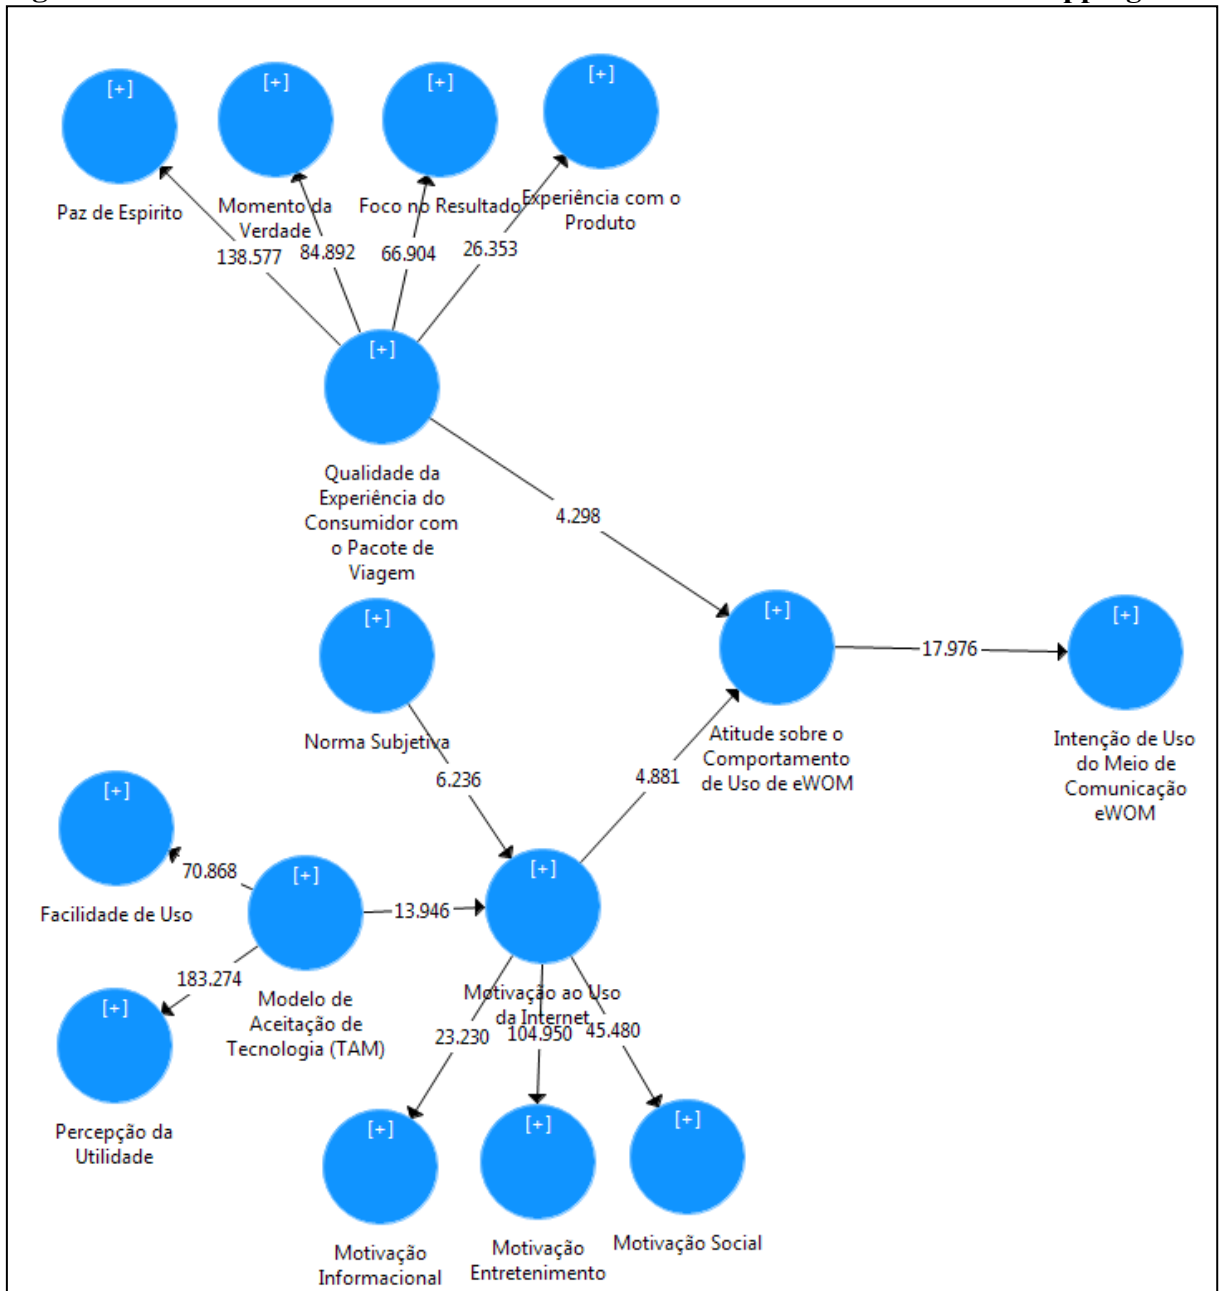 [+]
[+]
[+]
[+]
Paz de Espirito
Momento da
Verdade
Foco no Resultado
Experiência com o
Produto
138.577
84.892
66.904
26.353
[+]
Qualidade da
Experiência do
Consumidor com
o Pacote de
Viagem
4.298
[+]
Norma Subjetiva
6.236
[+]
Atitude sobre o
Comportamento
de Uso de eWOM
17.976
[+]
Intenção de Uso
do Meio de
Comunicação
eWOM
4.881
[+]
Facilidade de Uso
70.868
[+]
Modelo de
Aceitação de
Tecnologia (TAM)
13.946
183.274
[+]
Percepção da
Utilidade
[+]
Motivação ao Uso
da Internet
23.230
104.950
45.480
[+]
Motivação
Informacional
[+]
Motivação
Entretenimento
[+]
Motivação Social